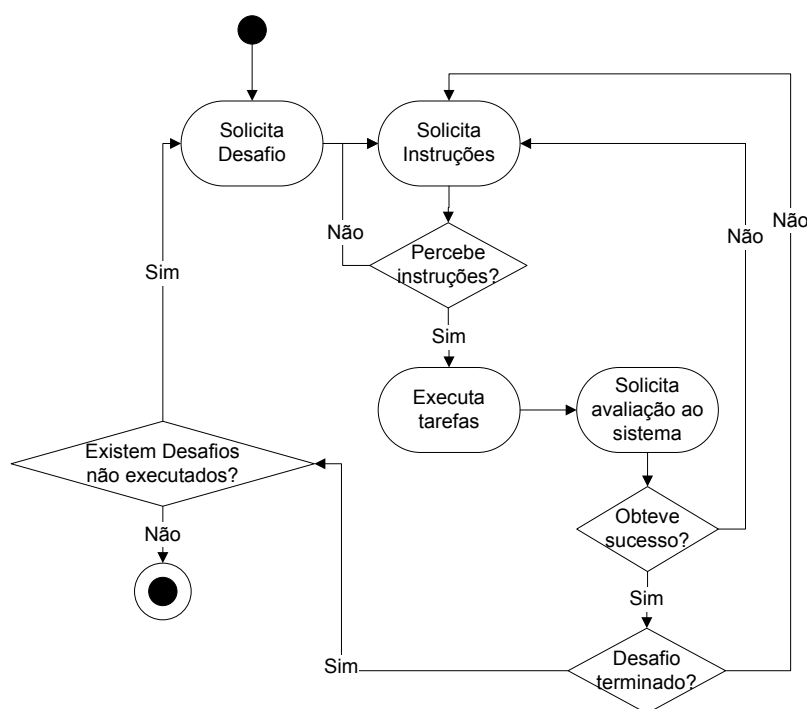 Solicita
Desafio
Solicita
Instruções
Não
Percebe
instruções?
Não
Não
Sim
Sim
Executa
tarefas
Solicita
avaliação ao
sistema
Existem Desafios
não executados?
Obteve
sucesso?
Não
Sim
Sim
Desafio
terminado?